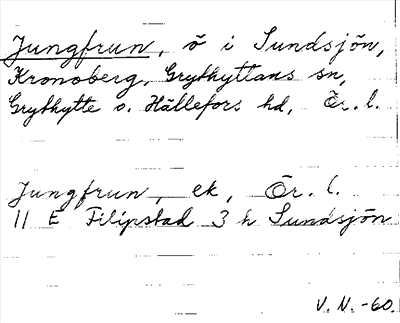 Jungfrun, ö i Sundsjön,
Kronoberg, Grythyttans sn,
Grythytte o. Hällefors hd, Ör. l.
Jungfrun, ek, Ör. l.
11 E Filipstad 3 h Sundsjön
V. N. -60.